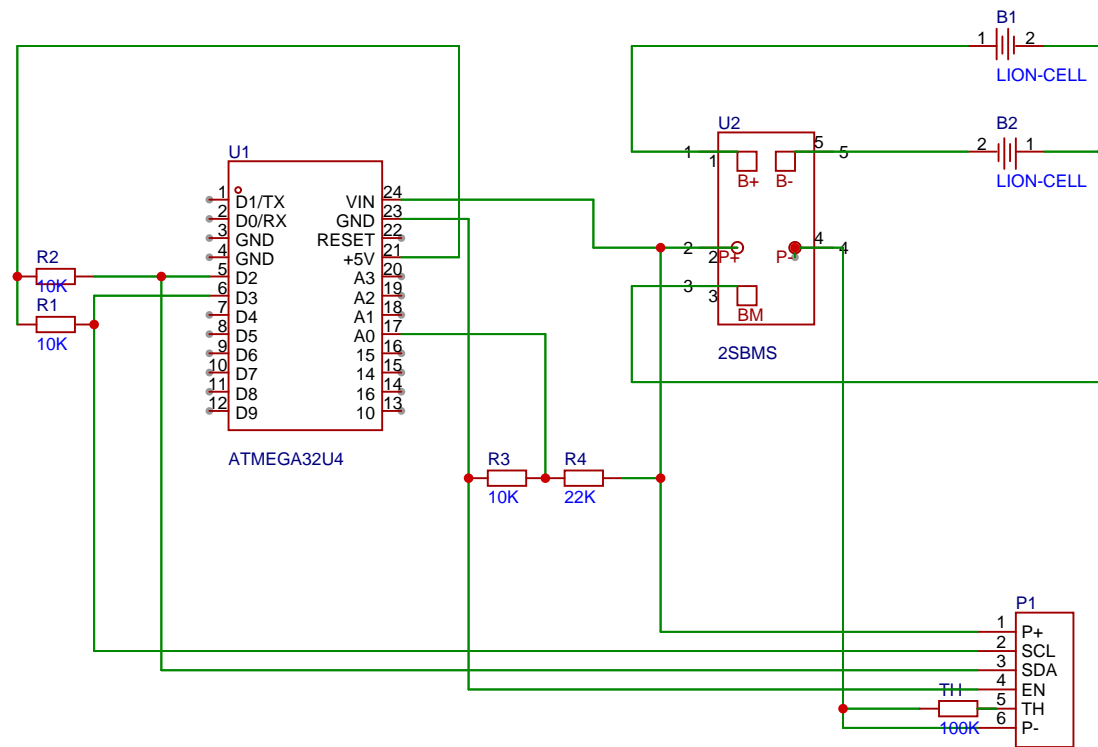 B1
1 2
LION-CELL
B2
2 1
LION-CELL
U2
1 1 5 5
B+ B-
2 2 4 4
P+ P-
3 3
BM
2SBMS
U1
1 D1/TX VIN 24
2 D0/RX GND 23
3 GND RESET 22
4 GND +5V 21
5 D2 A3 20
6 D3 A2 19
7 D4 A1 18
8 D5 A0 17
9 D6 15 16
10 D7 14 15
11 D8 16 14
12 D9 10 13
ATMEGA32U4
R2
10K
R1
10K
R3
10K
R4
22K
P1
1 P+
2 SCL
3 SDA
4 EN
5 TH
6 P-
TH
100K